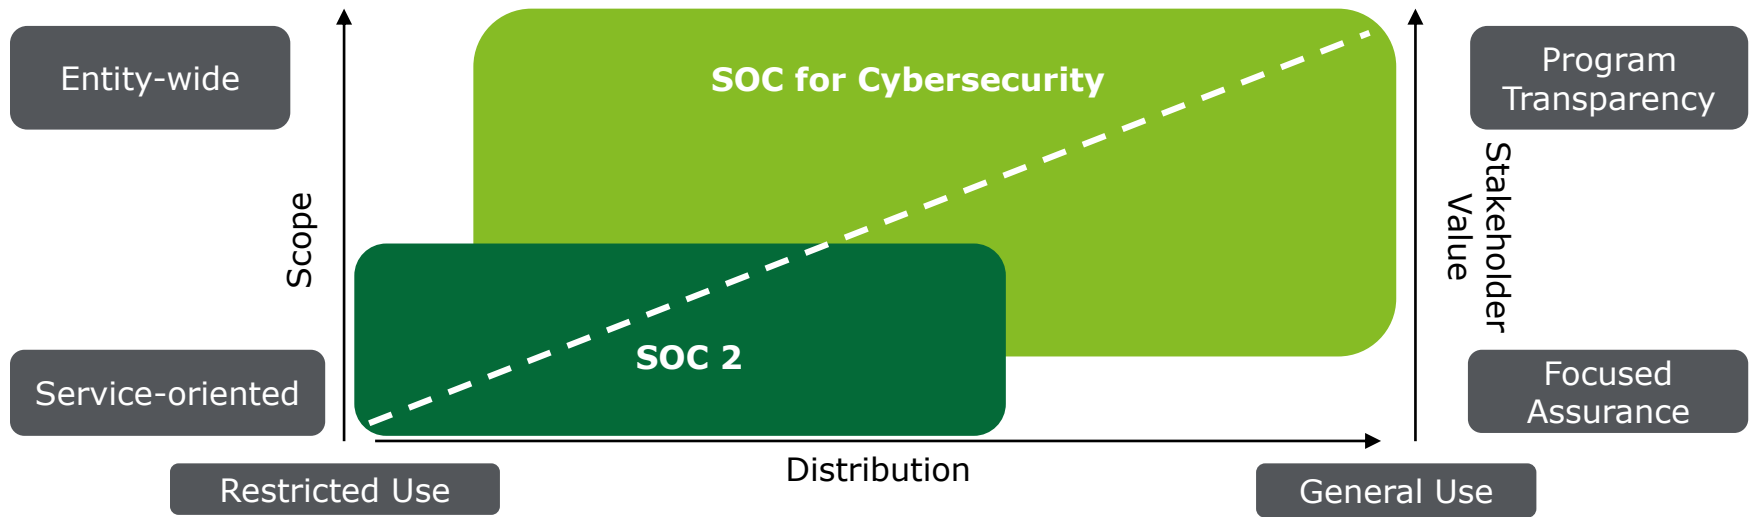 Entity-wide
SOC for Cybersecurity
Program
Transparency
Scope
Stakeholder
Value
Service-oriented
SOC 2
Focused
Assurance
Distribution
Restricted Use
General Use